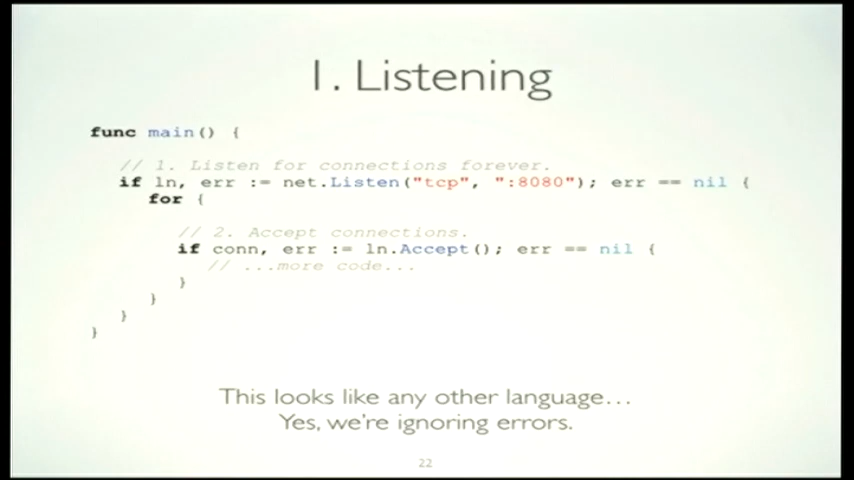 1. Listening
func main() {
// 1. Listen for connections forever.
if ln, err := net.Listen("tcp", ":8080"); err == nil {
for {
// 2. Accept connections.
if conn, err := ln.Accept(); err == nil {
// ...more code...
}
}
}
}
This looks like any other language…
Yes, we're ignoring errors.
22